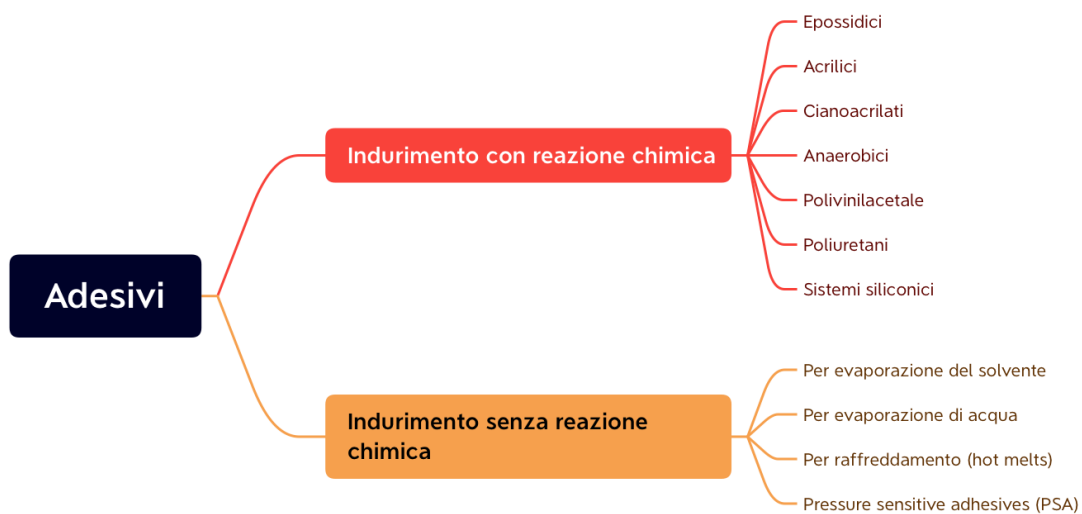 Adesivi
Indurimento con reazione chimica
Epossidici
Acrilici
Cianoacrilati
Anaerobici
Polivinilacetale
Poliuretani
Sistemi siliconici
Indurimento senza reazione
chimica
Per evaporazione del solvente
Per evaporazione di acqua
Per raffreddamento (hot melts)
Pressure sensitive adhesives (PSA)